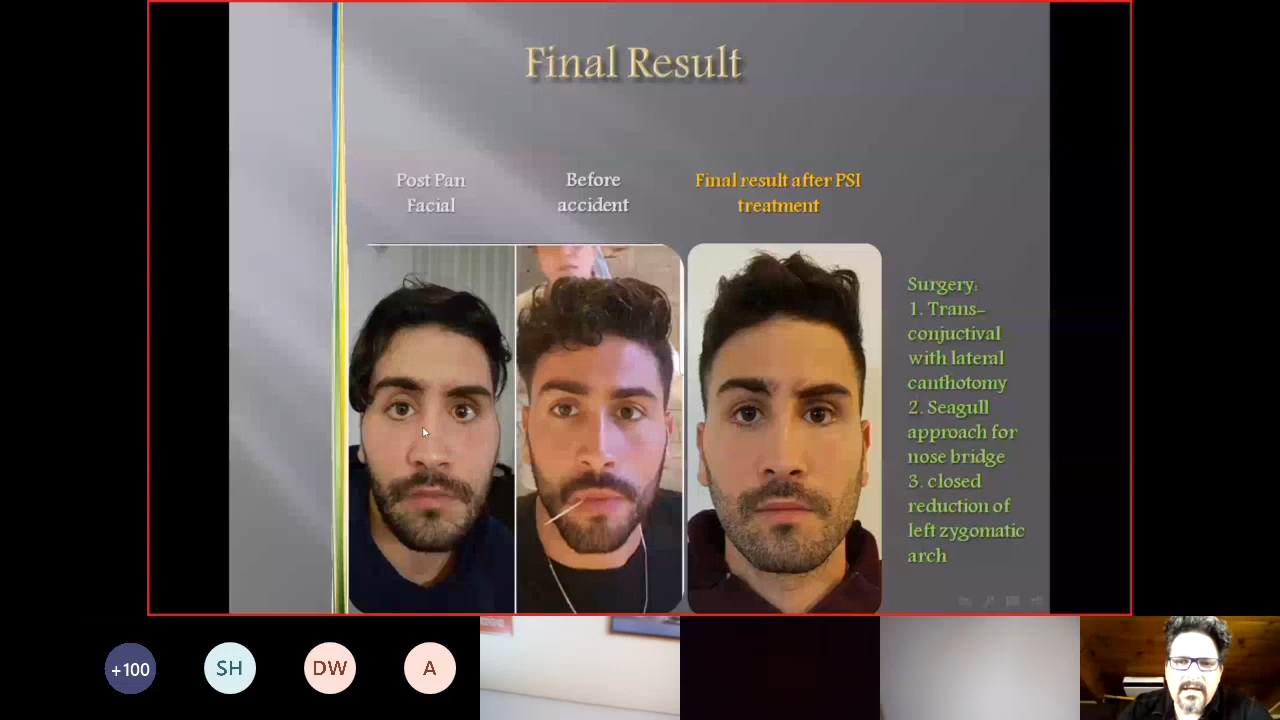 Final Result
Post Pan
Facial
Before
accident
Final result after PSI
treatment
Surgery:
1. Trans-
conjuctival
with lateral
canthotomy
2. Seagull
approach for
nose bridge
3. closed
reduction of
left zygomatic
arch
+100
SH
DW
A